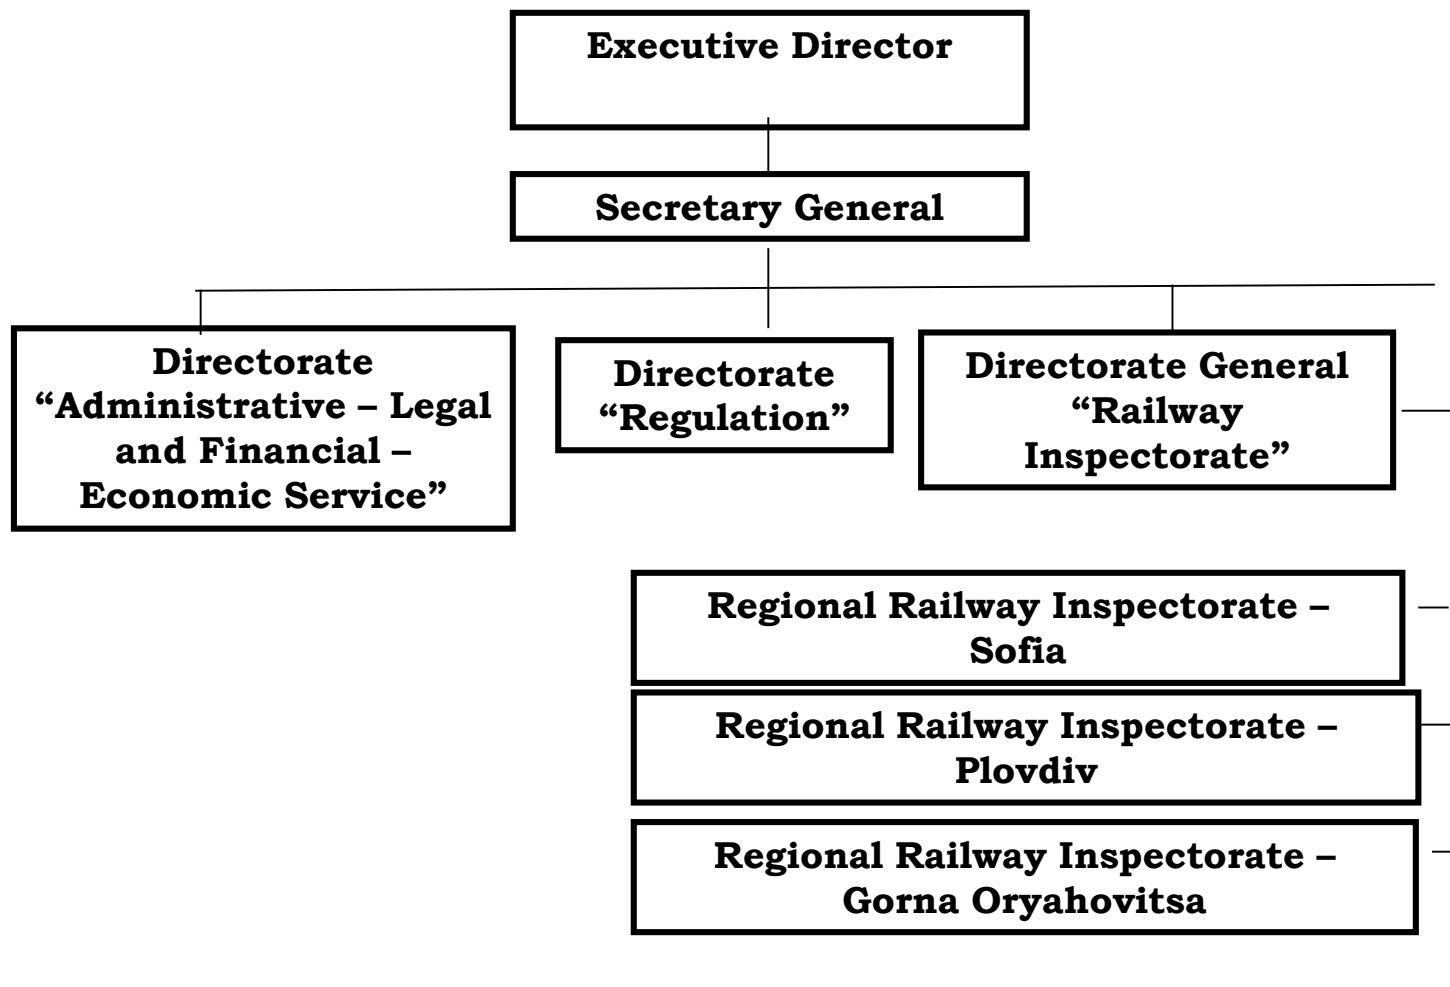 Executive Director
Secretary General
Directorate
“Administrative – Legal
and Financial –
Economic Service”
Directorate
“Regulation”
Directorate General
“Railway
Inspectorate”
Regional Railway Inspectorate –
Sofia
Regional Railway Inspectorate –
Plovdiv
Regional Railway Inspectorate –
Gorna Oryahovitsa